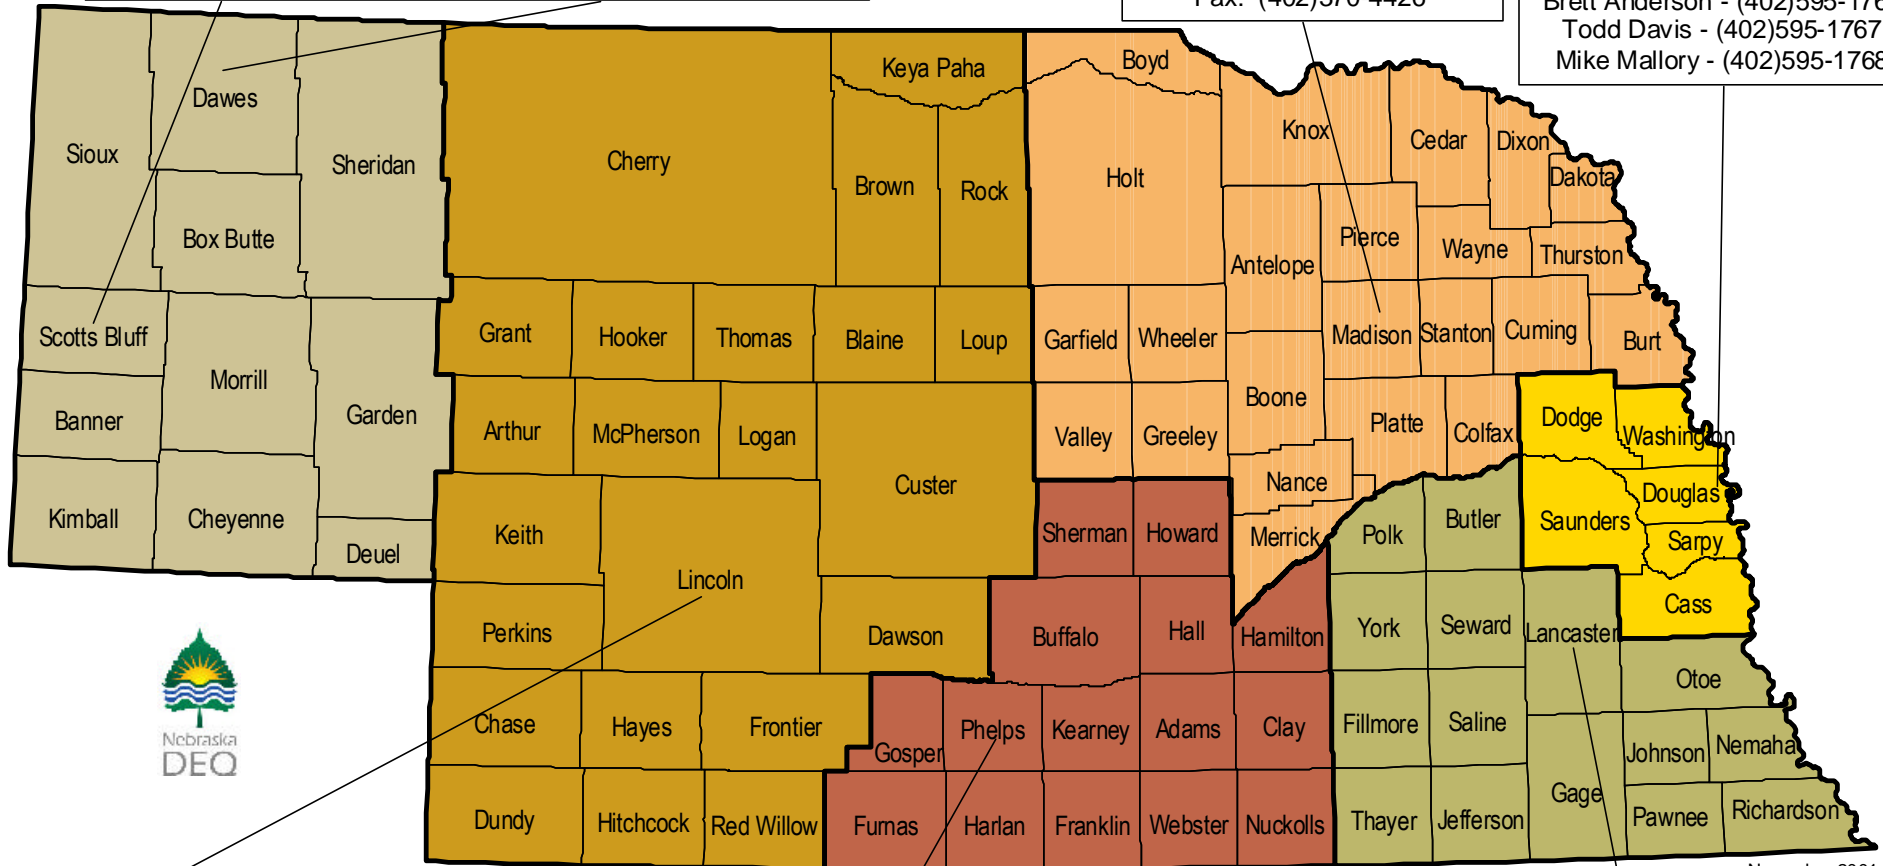 Fax: (402)370-4426
Brett Anderson - (402)595-176
Todd Davis - (402)595-1767
Mike Mallory - (402)595-1768
Sioux
Dawes
Sheridan
Box Butte
Scotts Bluff
Morrill
Garden
Banner
Kimball
Cheyenne
Deuel
Cherry
Keya Paha
Brown
Rock
Grant
Hooker
Thomas
Blaine
Loup
Arthur
McPherson
Logan
Custer
Keith
Lincoln
Perkins
Dawson
Chase
Hayes
Frontier
Dundy
Hitchcock
Red Willow
Boyd
Holt
Knox
Cedar
Dixon
Dakota
Antelope
Pierce
Wayne
Thurston
Garfield
Wheeler
Madison
Stanton
Cuming
Burt
Boone
Valley
Greeley
Platte
Colfax
Nance
Merrick
Dodge
Washington
Saunders
Douglas
Sarpy
Cass
Sherman
Howard
Buffalo
Hall
Hamilton
Gosper
Phelps
Kearney
Adams
Clay
Furnas
Harlan
Franklin
Webster
Nuckolls
Polk
Butler
York
Seward
Lancaster
Otoe
Fillmore
Saline
Gage
Johnson
Nemaha
Thayer
Jefferson
Pawnee
Richardson
Nebraska
DEQ